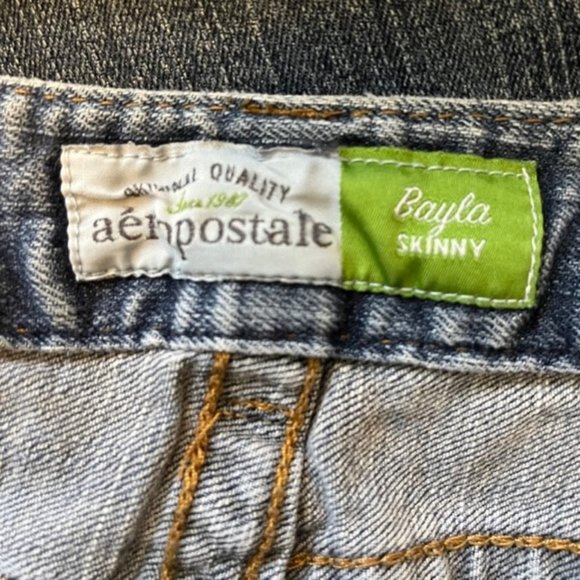 QUALITY
Since 1987
aéropostale
Bayla
SKINNY